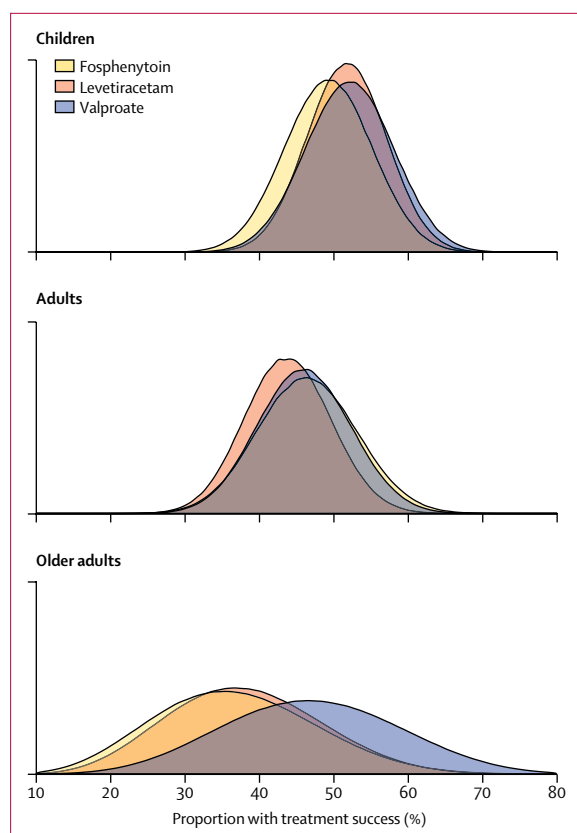 Children
Fosphenytoin
Levetiracetam
Valproate
Adults
Older adults
10 20 30 40 50 60 70 80
Proportion with treatment success (%)